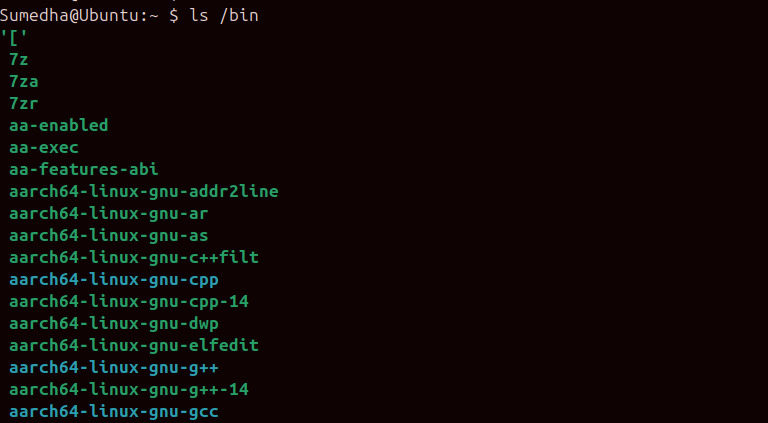 Sumedha@Ubuntu:~ $ ls /bin
'['
7z
7za
7zr
aa-enabled
aa-exec
aa-features-abi
aarch64-linux-gnu-addr2line
aarch64-linux-gnu-ar
aarch64-linux-gnu-as
aarch64-linux-gnu-c++filt
aarch64-linux-gnu-cpp
aarch64-linux-gnu-cpp-14
aarch64-linux-gnu-dwp
aarch64-linux-gnu-elfedit
aarch64-linux-gnu-g++
aarch64-linux-gnu-g++-14
aarch64-linux-gnu-gcc